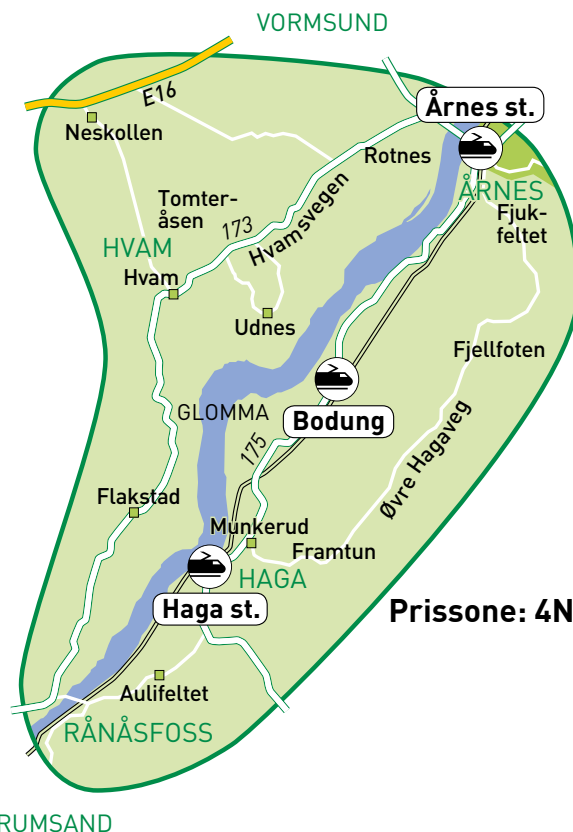 VORMSUND
E16
Årnes st.
Neskollen
Rotnes
ÅRNES
Tomter-
åsen
173
Hvamsvegen
Fjuk-
feltet
HVAM
Hvam
Udnes
Fjellfoten
GLOMMA
Bodung
175
Øvre Hagaveg
Flakstad
Munkerud
Framtun
HAGA
Haga st.
Prissone: 4N
Aulifeltet
RÅNÅSFOSS
RUMSAND